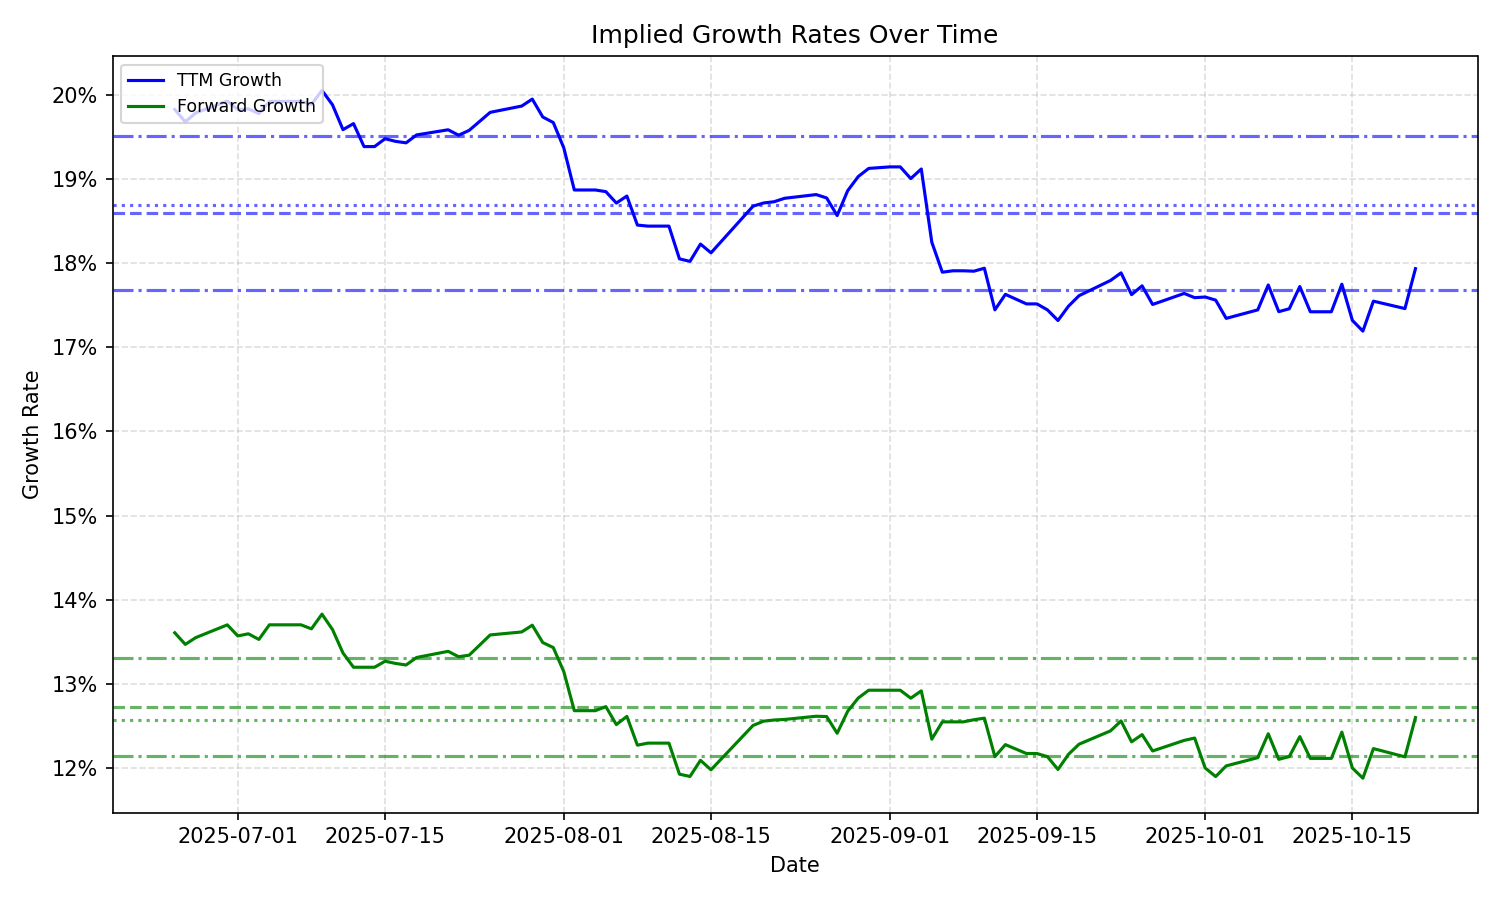 Implied Growth Rates Over Time
TTM Growth
Forward Growth
20%
19%
18%
17%
16%
15%
14%
13%
12%
Growth Rate
2025-07-01 2025-07-15 2025-08-01 2025-08-15 2025-09-01 2025-09-15 2025-10-01 2025-10-15
Date